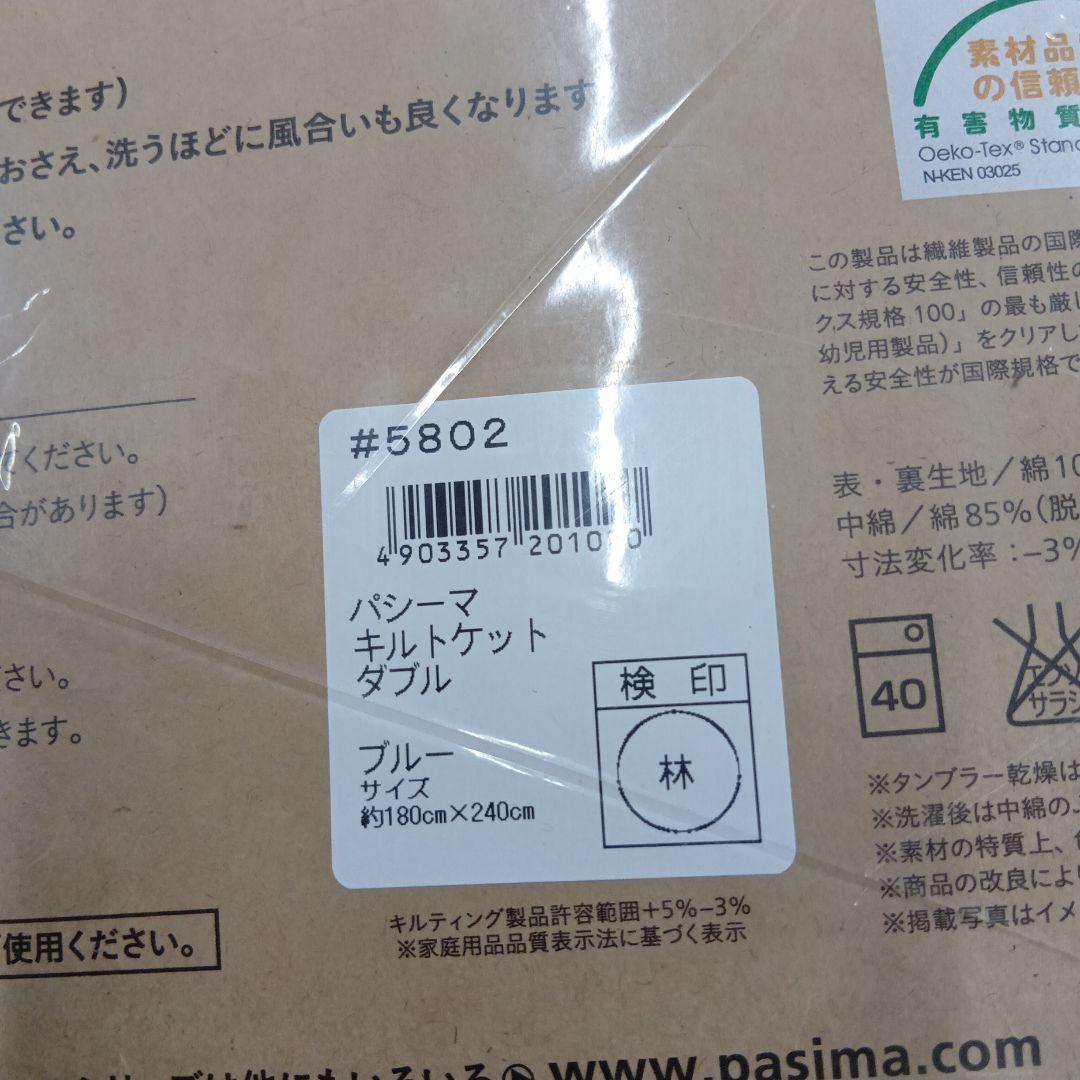 できます)
おさえ、洗うほどに風合いも良くなります
さい。
ください。
合があります)
さい。
きます。
使用ください。
素材品
の信頼
有害物質
Oeko-Tex® Stand
N-KEN 03025
この製品は繊維製品の国際
に対する安全性、信頼性の
クス規格100」の最も厳し
幼児用製品)」をクリアし
える安全性が国際規格で
#5802
4 903357 201020
パシーマ
キルトケット
ダブル
ブルー
サイズ
約180cm×240cm
検 印
林
表・裏生地/綿10
中綿/綿85%(脱
寸法変化率:-3%
40
サラシ
※タンブラー乾燥は
※洗濯後は中綿の
※素材の特質上、
※商品の改良によ
※掲載写真はイメ
キルティング製品許容範囲+5%-3%
※家庭用品品質表示法に基づく表示
www.pasima.com